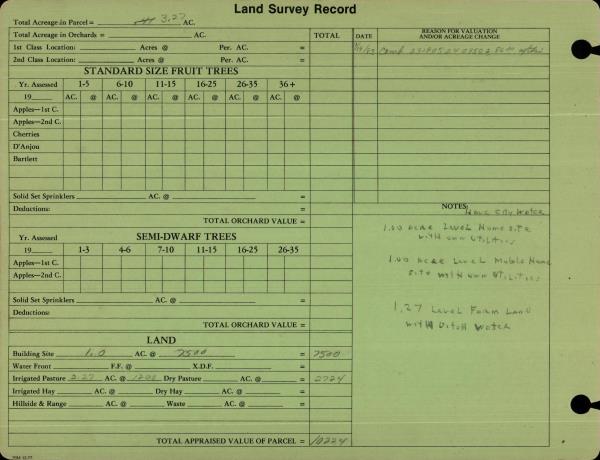 Land Survey Record
Total Acreage in Parcel = 3.27 AC.
Total Acreage in Orchards = AC. TOTAL DATE REASON FOR VALUATION AND/OR ACREAGE CHANGE
1st Class Location: Acres @ Per. AC. = Comb
2nd Class Location: Acres @ Per. AC. =
STANDARD SIZE FRUIT TREES
Yr. Assessed 1-5 6-10 11-15 16-25 26-35 36+
19 AC. @ AC. @ AC. @ AC. @ AC. @ AC. @
Apples—1st C.
Apples—2nd C.
Cherries
D'Anjou
Bartlett
Solid Set Sprinklers AC. @ =
Deductions: =
TOTAL ORCHARD VALUE =
SEMI-DWARF TREES
Yr. Assessed
19 1-3 4-6 7-10 11-15 16-25 26-35
Apples—1st C.
Apples—2nd C.
Solid Set Sprinklers AC. @ =
Deductions:
TOTAL ORCHARD VALUE =
LAND
Building Site 1.0 AC. @ 7500 = 7500
Water Front F.F. @ X.D.F. =
Irrigated Pasture 2.27 AC. @ 1200 Dry Pasture AC. @ = 2724
Irrigated Hay AC. @ Dry Hay AC. @ =
Hillside & Range AC. @ Waste AC. @ =
TOTAL APPRAISED VALUE OF PARCEL = 10224
NOTES:
Have City Water
1.00 acre Level Home site
with own Utilities
1.00 acre Level Mobile Home
site with own Utilities
1.27 Level Farm Land
with Ditch Water